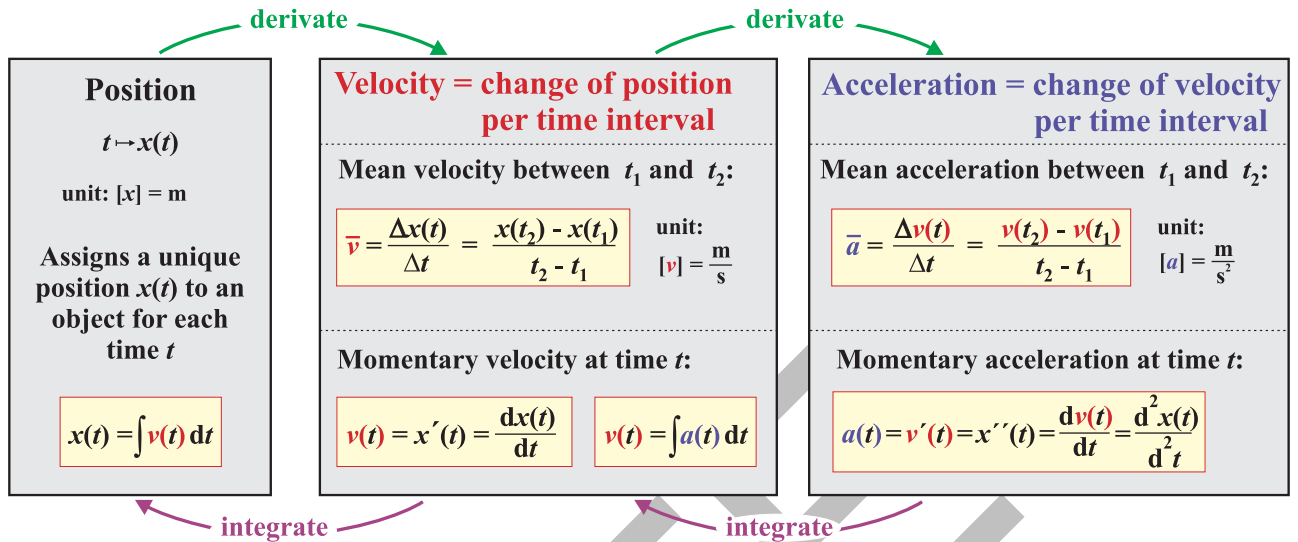 derivate
derivate
Position
t ↦ x(t)
unit: [x] = m
Assigns a unique
position x(t) to an
object for each
time t
x(t) = ∫v(t) dt
Velocity = change of position
per time interval
Mean velocity between t₁ and t₂:
v̅ = Δx(t)/Δt = (x(t₂) - x(t₁))/(t₂ - t₁)
unit:
[v] = m/s
Momentary velocity at time t:
v(t) = x´(t) = dx(t)/dt
v(t) = ∫a(t) dt
Acceleration = change of velocity
per time interval
Mean acceleration between t₁ and t₂:
a̅ = Δv(t)/Δt = (v(t₂) - v(t₁))/(t₂ - t₁)
unit:
[a] = m/s²
Momentary acceleration at time t:
a(t) = v´(t) = x´´(t) = dv(t)/dt = d²x(t)/d²t
integrate
integrate